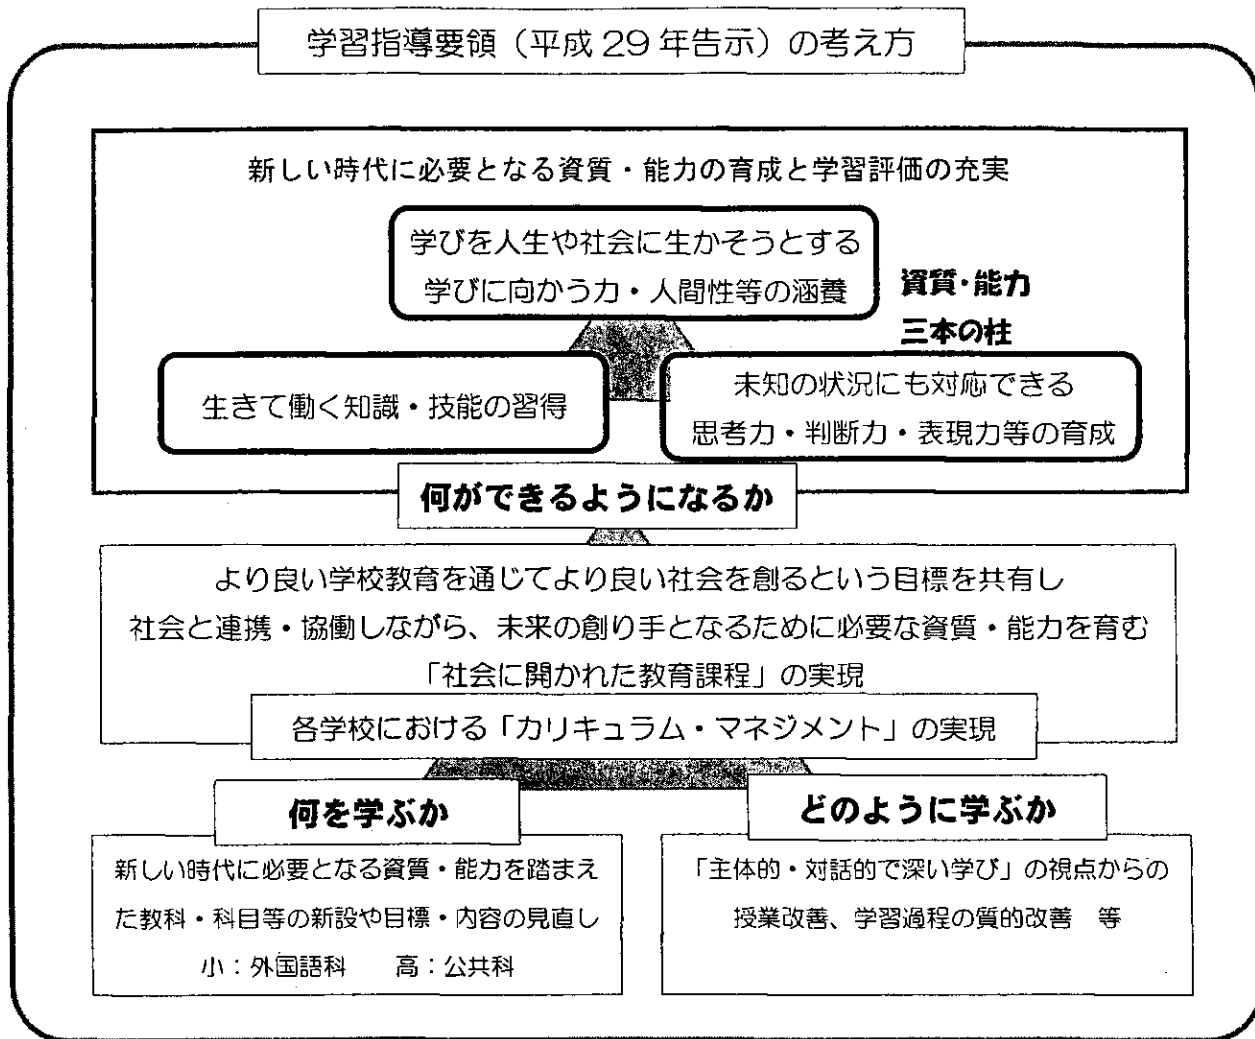 学習指導要領（平成29年告示）の考え方
新しい時代に必要となる資質・能力の育成と学習評価の充実
学びを人生や社会に生かそうとする
学びに向かう力・人間性等の涵養
資質・能力
三本の柱
生きて働く知識・技能の習得
未知の状況にも対応できる
思考力・判断力・表現力等の育成
何ができるようになるか
より良い学校教育を通じてより良い社会を創るという目標を共有し
社会と連携・協働しながら、未来の創り手となるために必要な資質・能力を育む
「社会に開かれた教育課程」の実現
各学校における「カリキュラム・マネジメント」の実現
何を学ぶか
新しい時代に必要となる資質・能力を踏まえ
た教科・科目等の新設や目標・内容の見直し
小：外国語科　　高：公共科
どのように学ぶか
「主体的・対話的で深い学び」の視点からの
授業改善、学習過程の質的改善　等